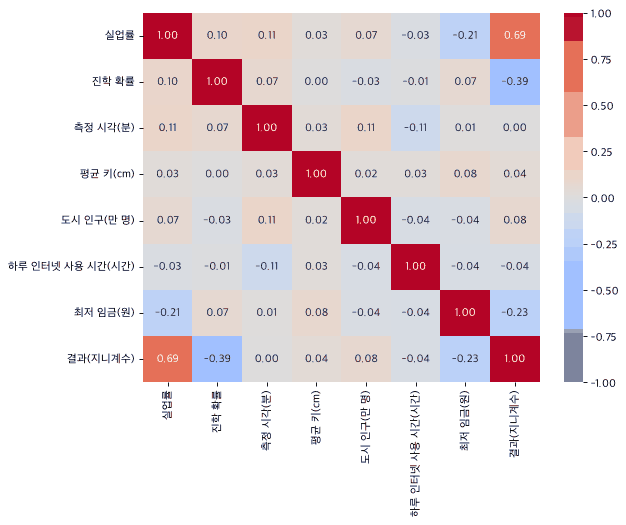 실업률 1.00 0.10 0.11 0.03 0.07 −0.03 −0.21 0.69
진학 확률 0.10 1.00 0.07 0.00 −0.03 −0.01 0.07 −0.39
측정 시각(분) 0.11 0.07 1.00 0.03 0.11 −0.11 0.01 0.00
평균 키(cm) 0.03 0.00 0.03 1.00 0.02 0.03 0.08 0.04
도시 인구(만 명) 0.07 −0.03 0.11 0.02 1.00 −0.04 −0.04 0.08
하루 인터넷 사용 시간(시간) −0.03 −0.01 −0.11 0.03 −0.04 1.00 −0.04 −0.04
최저 임금(원) −0.21 0.07 0.01 0.08 −0.04 −0.04 1.00 −0.23
결과(지니계수) 0.69 −0.39 0.00 0.04 0.08 −0.04 −0.23 1.00
실업률
진학 확률
측정 시각(분)
평균 키(cm)
도시 인구(만 명)
하루 인터넷 사용 시간(시간)
최저 임금(원)
결과(지니계수)
1.00
0.75
0.50
0.25
0.00
−0.25
−0.50
−0.75
−1.00